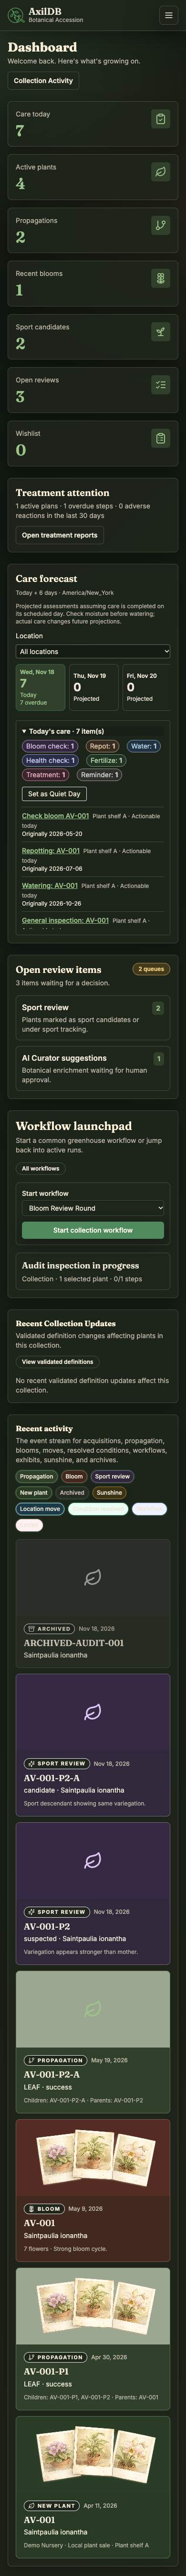 AxilDB
Botanical Accession
Dashboard
Welcome back. Here's what's growing on.
Collection Activity
Care today
7
Active plants
4
Propagations
2
Recent blooms
1
Sport candidates
2
Open reviews
3
Wishlist
0
Treatment attention
1 active plans · 1 overdue steps · 0 adverse
reactions in the last 30 days
Open treatment reports
Care forecast
Today + 6 days · America/New_York
Projected assessments assuming care is completed on
its scheduled day. Check moisture before watering;
actual care changes future projections.
Location
All locations
Wed, Nov 18
7
Today
7 overdue
Thu, Nov 19
0
Projected
Fri, Nov 20
0
Projected
Today's care · 7 item(s)
Bloom check: 1
Repot: 1
Water: 1
Health check: 1
Fertilize: 1
Treatment: 1
Reminder: 1
Set as Quiet Day
Check bloom AV-001 Plant shelf A · Actionable
today
Originally 2026-05-20
Repotting: AV-001 Plant shelf A · Actionable
today
Originally 2026-07-06
Watering: AV-001 Plant shelf A · Actionable
today
Originally 2026-10-26
General inspection: AV-001 Plant shelf A ·
Open review items
2 queues
3 items waiting for a decision.
Sport review
2
Plants marked as sport candidates or
under sport tracking.
AI Curator suggestions
1
Botanical enrichment waiting for human
approval.
Workflow launchpad
Start a common greenhouse workflow or jump
back into active runs.
All workflows
Start workflow
Bloom Review Round
Start collection workflow
Audit inspection in progress
Collection · 1 selected plant · 0/1 steps
Recent Collection Updates
Validated definition changes affecting plants in
this collection.
View validated definitions
No recent validated definition updates affect this
collection.
Recent activity
The event stream for acquisitions, propagation,
blooms, moves, resolved conditions, workflows,
exhibits, sunshine, and archives.
Propagation
Bloom
Sport review
New plant
Archived
Sunshine
Location move
ARCHIVED
Nov 18, 2026
ARCHIVED-AUDIT-001
Saintpaulia ionantha
SPORT REVIEW
Nov 18, 2026
AV-001-P2-A
candidate · Saintpaulia ionantha
Sport descendant showing same variegation.
SPORT REVIEW
Nov 18, 2026
AV-001-P2
suspected · Saintpaulia ionantha
Variegation appears stronger than mother.
PROPAGATION
May 19, 2026
AV-001-P2-A
LEAF · success
Children: AV-001-P2-A · Parents: AV-001-P2
BLOOM
May 9, 2026
AV-001
Saintpaulia ionantha
7 flowers · Strong bloom cycle.
PROPAGATION
Apr 30, 2026
AV-001-P1
LEAF · success
Children: AV-001-P1, AV-001-P2 · Parents: AV-001
NEW PLANT
Apr 11, 2026
AV-001
Saintpaulia ionantha
Demo Nursery · Local plant sale · Plant shelf A